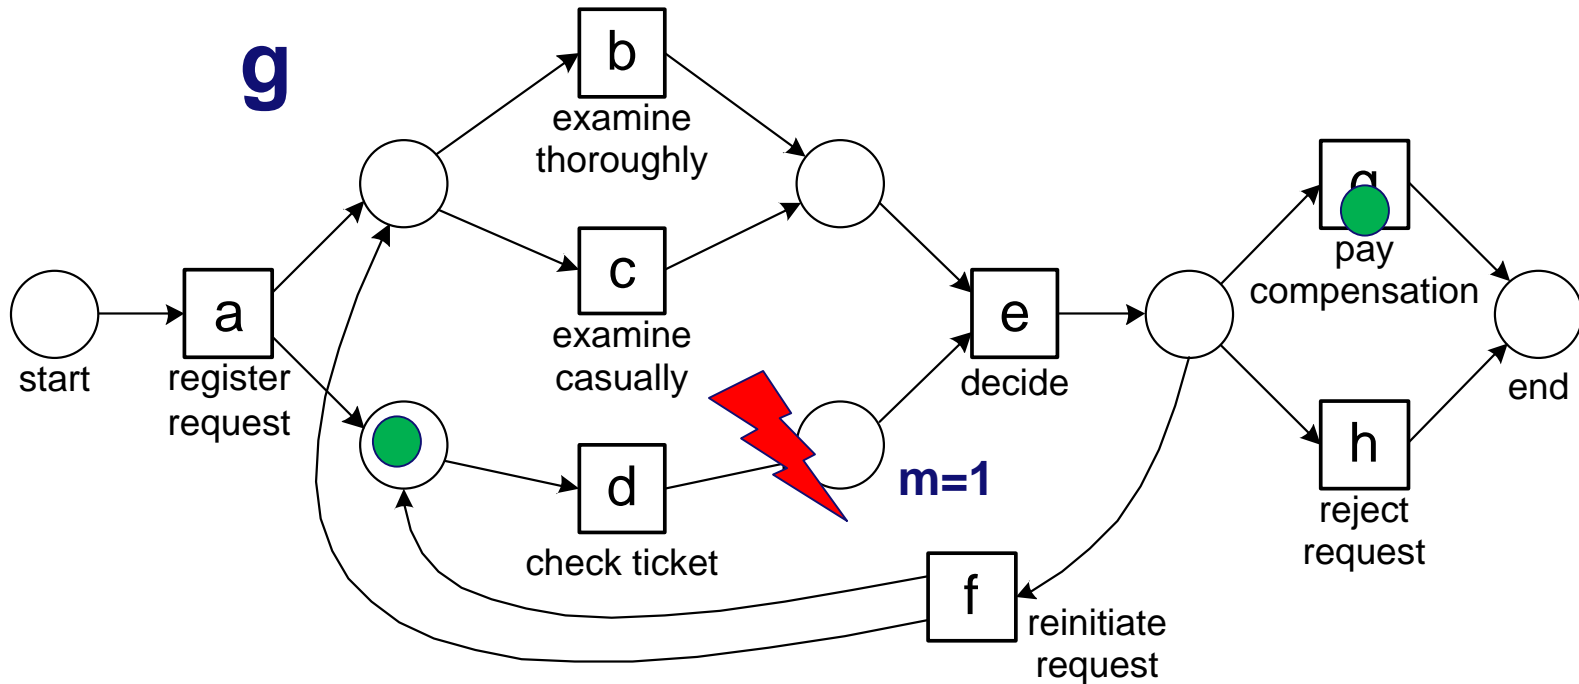 g
b
examine
thoroughly
c
examine
casually
start
a
register
request
d
check ticket
m=1
e
decide
f
reinitiate
request
g
pay
compensation
h
reject
request
end